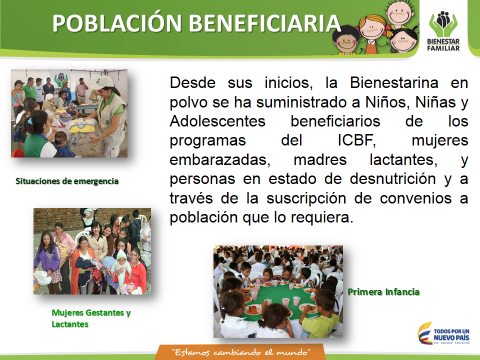 POBLACIÓN BENEFICIARIA
BIENESTAR
FAMILIAR
Desde sus inicios, la Bienestarina en
polvo se ha suministrado a Niños, Niñas y
Adolescentes beneficiarios de los
programas del ICBF, mujeres
embarazadas, madres lactantes, y
personas en estado de desnutrición y a
través de la suscripción de convenios a
población que lo requiera.
Situaciones de emergencia
Mujeres Gestantes y
Lactantes
Primera Infancia
TODOS POR UN
NUEVO PAÍS
"Estamos cambiando el mundo"